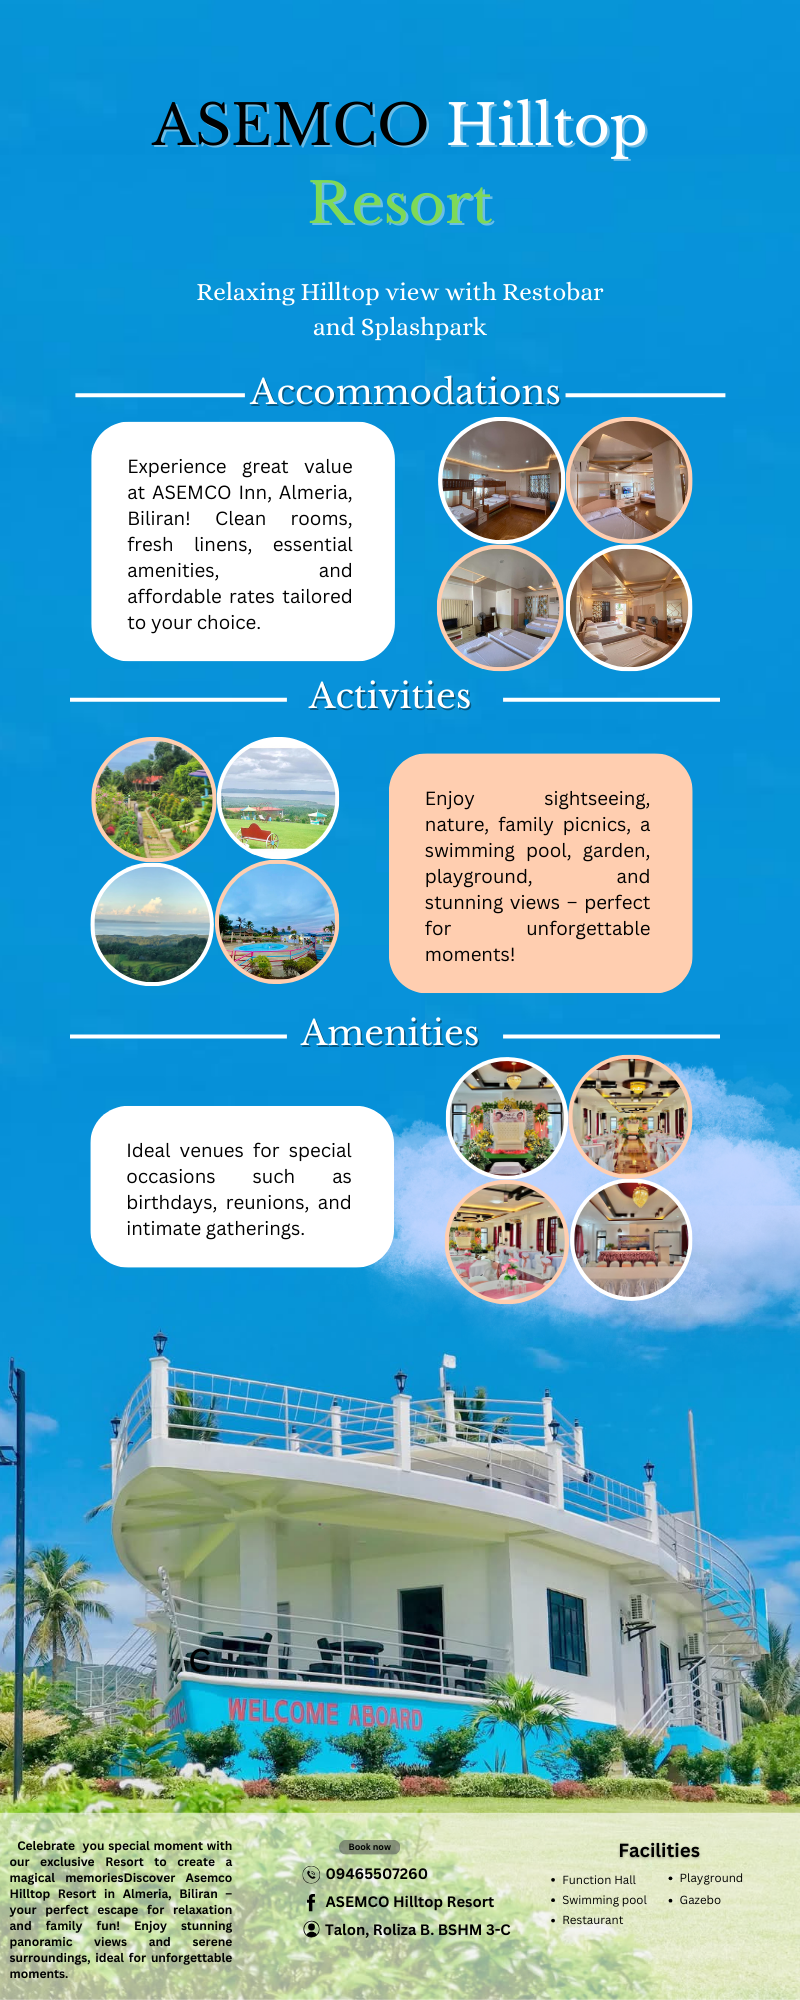 ASEMCO Hilltop
Resort
Relaxing Hilltop view with Restobar
and Splashpark
Accommodations
Experience great value
at ASEMCO Inn, Almeria,
Biliran! Clean rooms,
fresh linens, essential
amenities, and
affordable rates tailored
to your choice.
Activities
Enjoy sightseeing,
nature, family picnics, a
swimming pool, garden,
playground, and
stunning views – perfect
for unforgettable
moments!
Amenities
Ideal venues for special
occasions such as
birthdays, reunions, and
intimate gatherings.
C
WELCOME ABOARD
Celebrate you special moment with
our exclusive Resort to create a
magical memoriesDiscover Asemco
Hilltop Resort in Almeria, Biliran –
your perfect escape for relaxation
and family fun! Enjoy stunning
panoramic views and serene
surroundings, ideal for unforgettable
moments.
Book now
09465507260
ASEMCO Hilltop Resort
Talon, Roliza B. BSHM 3-C
Facilities
• Function Hall
• Swimming pool
• Restaurant
• Playground
• Gazebo